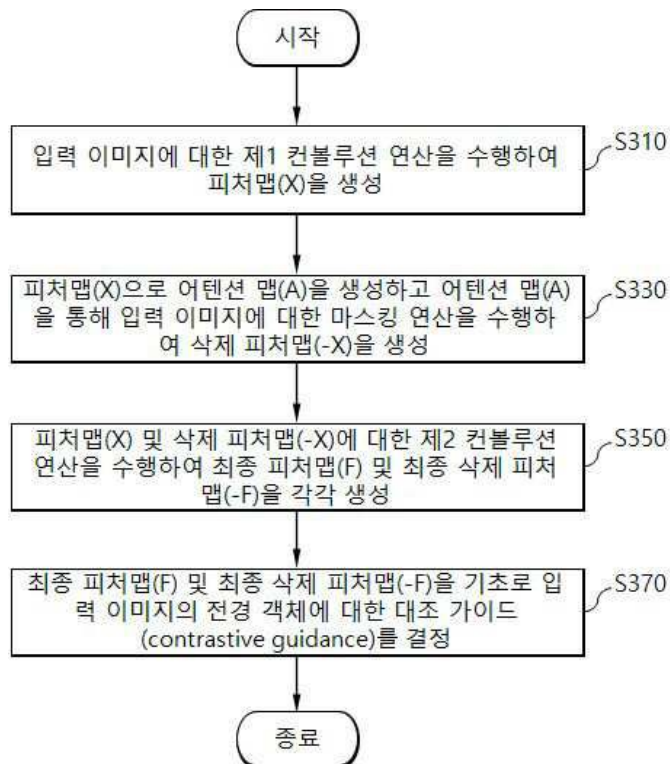 시작
입력 이미지에 대한 제1 컨볼루션 연산을 수행하여
피처맵(X)을 생성
S310
피처맵(X)으로 어텐션 맵(A)을 생성하고 어텐션 맵(A)
을 통해 입력 이미지에 대한 마스킹 연산을 수행하
여 삭제 피처맵(-X)을 생성
S330
피처맵(X) 및 삭제 피처맵(-X)에 대한 제2 컨볼루션
연산을 수행하여 최종 피처맵(F) 및 최종 삭제 피처
맵(-F)을 각각 생성
S350
최종 피처맵(F) 및 최종 삭제 피처맵(-F)을 기초로 입
력 이미지의 전경 객체에 대한 대조 가이드
(contrastive guidance)를 결정
S370
종료